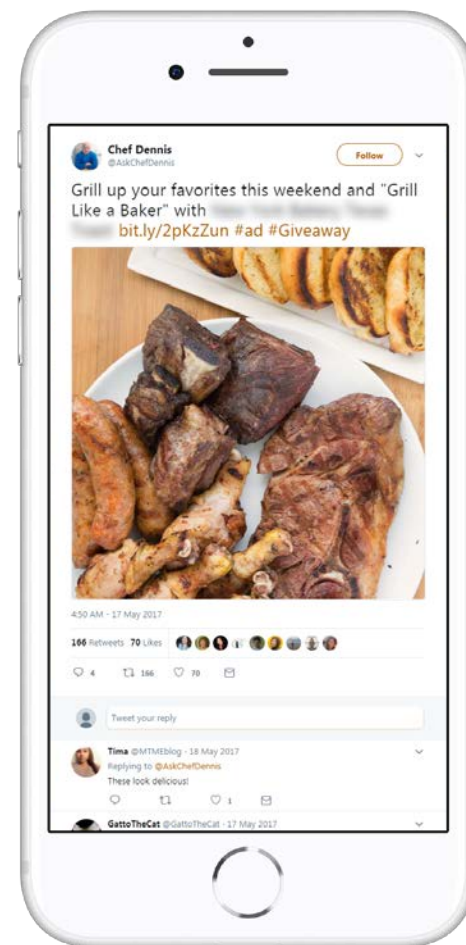 Chef Dennis
@AskChefDennis
Follow
Grill up your favorites this weekend and "Grill
Like a Baker" with
bit.ly/2pKzZun #ad #Giveaway
4:50 AM - 17 May 2017
166 Retweets 70 Likes
4 166 70
Tweet your reply
Tima @MTMEblog - 18 May 2017
Replying to @AskChefDennis
These look delicious!
1
GattoTheCat @GattoTheCat - 17 May 2017